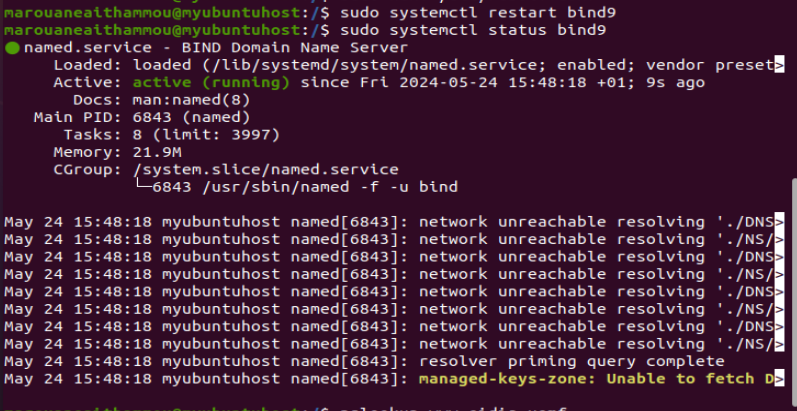 marouaneaithammou@myubuntuhost:/$ sudo systemctl restart bind9
marouaneaithammou@myubuntuhost:/$ sudo systemctl status bind9
● named.service - BIND Domain Name Server
Loaded: loaded (/lib/systemd/system/named.service; enabled; vendor preset>
Active: active (running) since Fri 2024-05-24 15:48:18 +01; 9s ago
Docs: man:named(8)
Main PID: 6843 (named)
Tasks: 8 (limit: 3997)
Memory: 21.9M
CGroup: /system.slice/named.service
└─6843 /usr/sbin/named -f -u bind
May 24 15:48:18 myubuntuhost named[6843]: network unreachable resolving './DNS>
May 24 15:48:18 myubuntuhost named[6843]: network unreachable resolving './NS/>
May 24 15:48:18 myubuntuhost named[6843]: network unreachable resolving './DNS>
May 24 15:48:18 myubuntuhost named[6843]: network unreachable resolving './NS/>
May 24 15:48:18 myubuntuhost named[6843]: network unreachable resolving './DNS>
May 24 15:48:18 myubuntuhost named[6843]: network unreachable resolving './NS/>
May 24 15:48:18 myubuntuhost named[6843]: network unreachable resolving './DNS>
May 24 15:48:18 myubuntuhost named[6843]: network unreachable resolving './NS/>
May 24 15:48:18 myubuntuhost named[6843]: resolver priming query complete
May 24 15:48:18 myubuntuhost named[6843]: managed-keys-zone: Unable to fetch D>
marouaneaithammou@myubuntuhost:/$